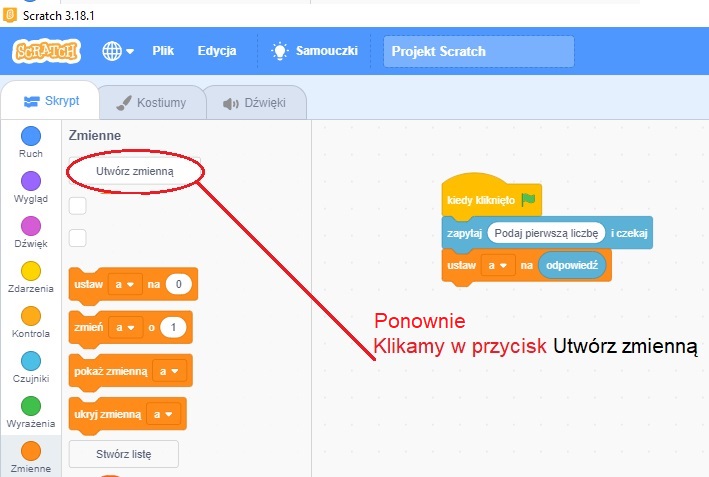 Scratch 3.18.1
SCRATCH Plik Edycja Samouczki Projekt Scratch
Skrypt Kostiumy Dźwięki
Ruch
Wygląd
Dźwięk
Zdarzenia
Kontrola
Czujniki
Wyrażenia
Zmienne
Zmienne
Utwórz zmienną
ustaw a na 0
zmień a o 1
pokaż zmienną a
ukryj zmienną a
Stwórz listę
kiedy kliknięto
zapytaj Podaj pierwszą liczbę i czekaj
ustaw a na odpowiedź
Ponownie
Klikamy w przycisk Utwórz zmienną